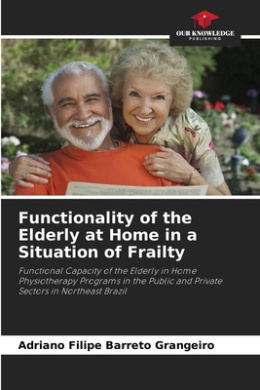 OUR KNOWLEDGE
PUBLISHING
Functionality of the
Elderly at Home in a
Situation of Frailty
Functional Capacity of the Elderly in Home
Physiotherapy Programs in the Public and Private
Sectors in Northeast Brazil
Adriano Filipe Barreto Grangeiro